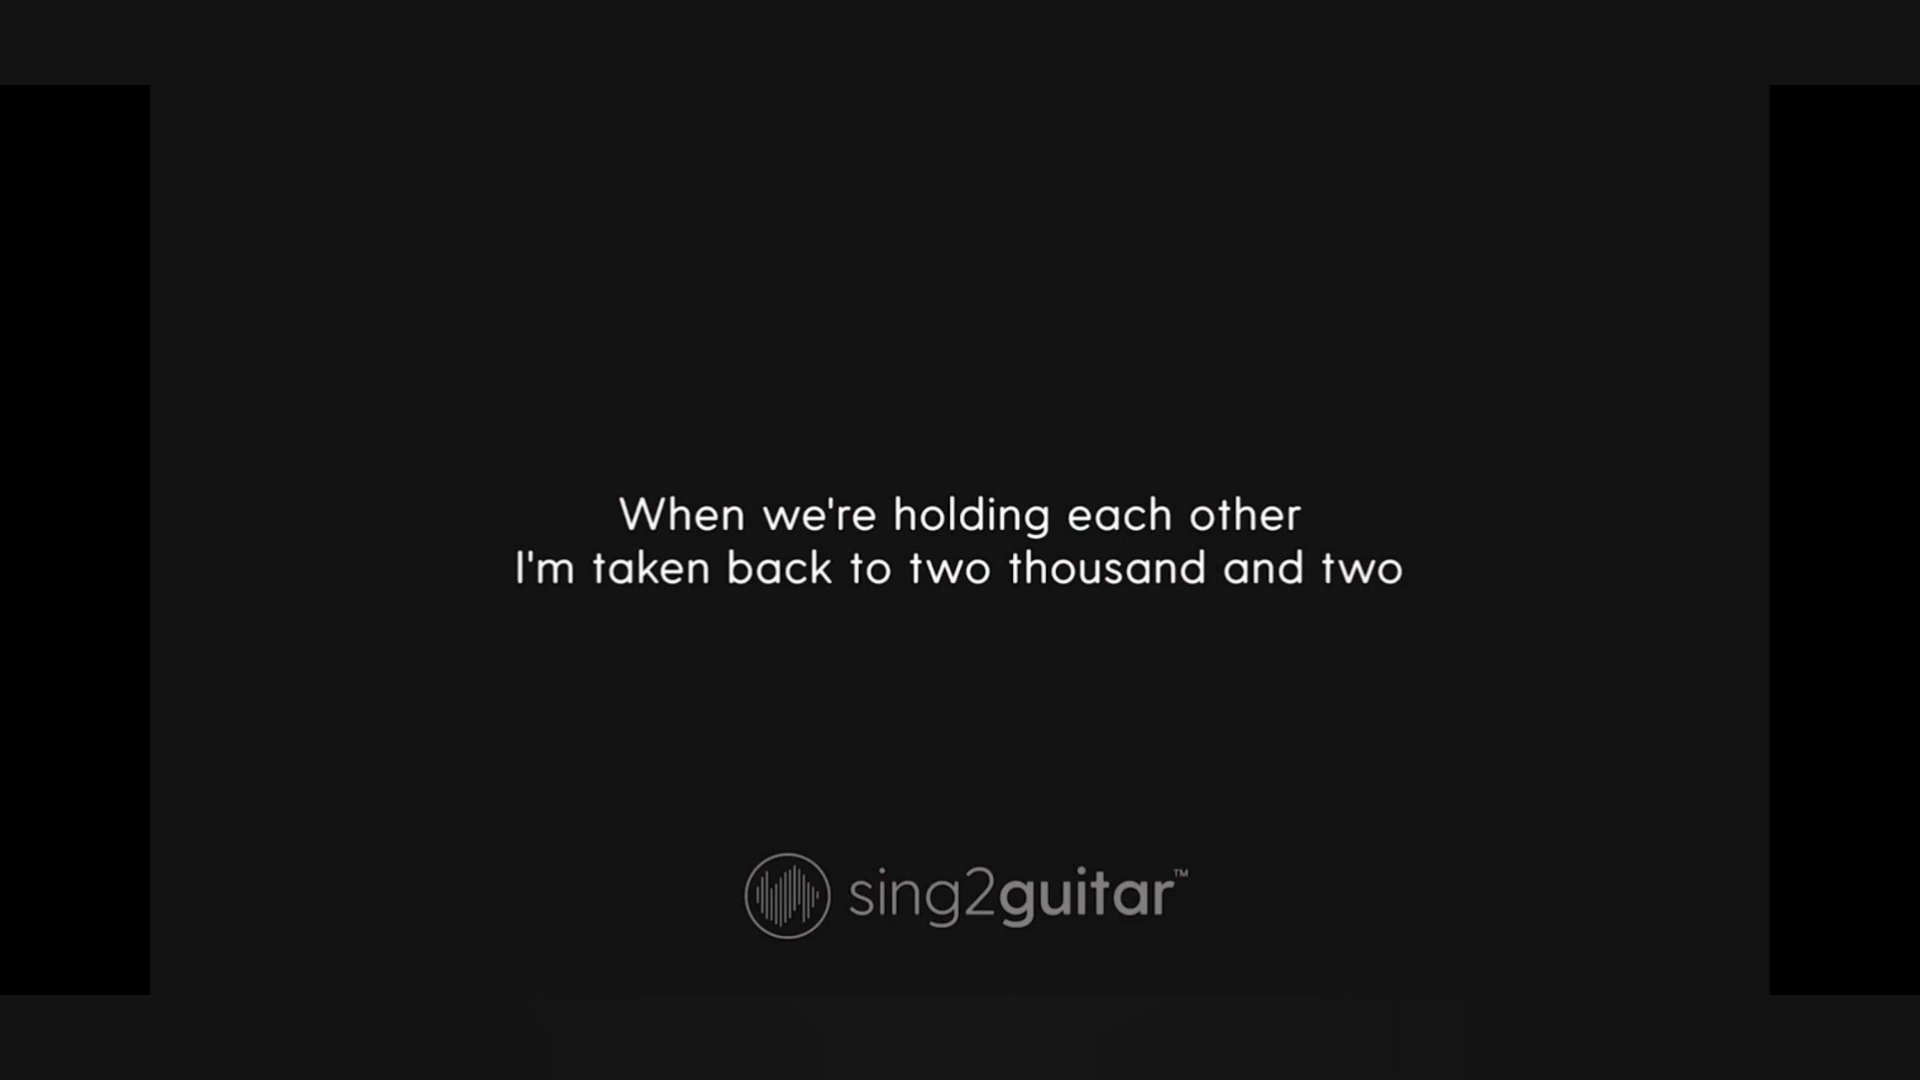 When we're holding each other
I'm taken back to two thousand and two
sing2guitar™